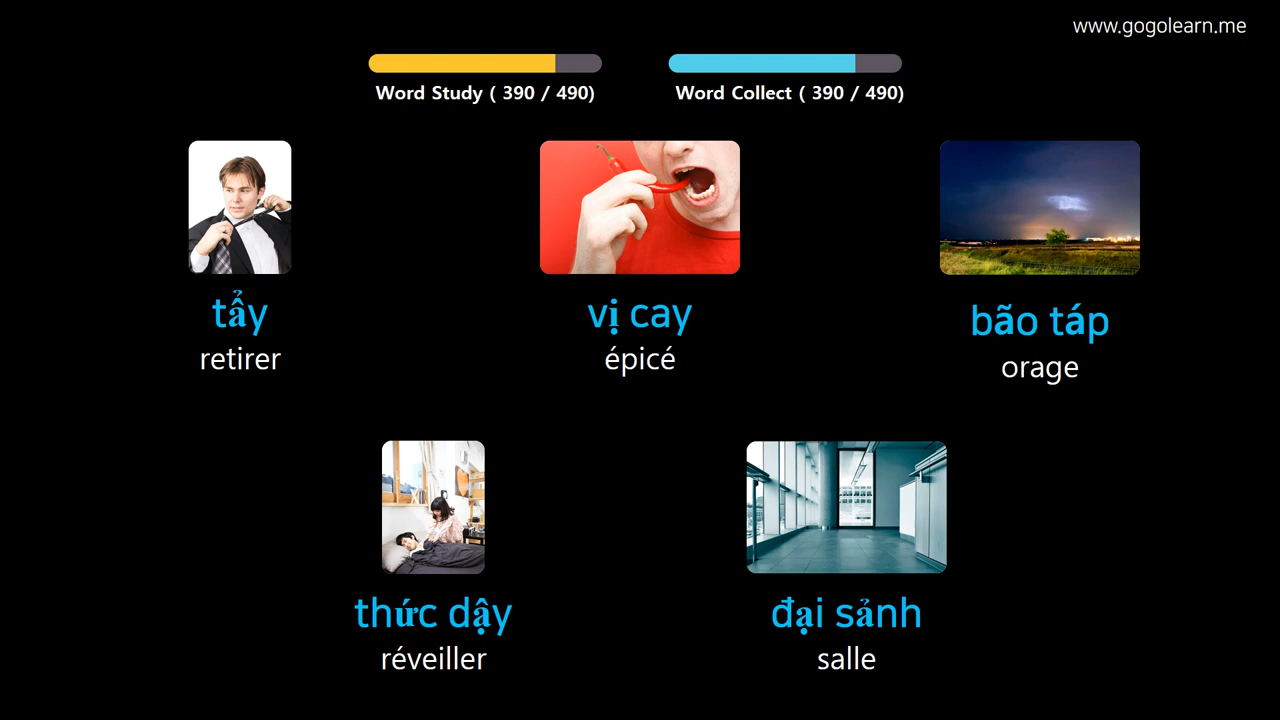 www.gogolearn.me
Word Study ( 390 / 490)
Word Collect ( 390 / 490)
tẩy
retirer
vị cay
épicé
bão táp
orage
thức dậy
réveiller
đại sảnh
salle